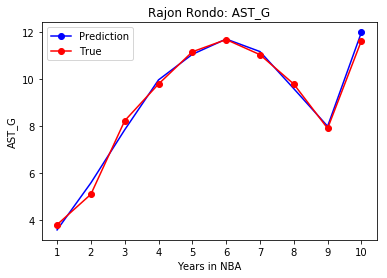 Rajon Rondo: AST_G
Prediction
True
12
10
8
6
4
AST_G
1 2 3 4 5 6 7 8 9 10
Years in NBA